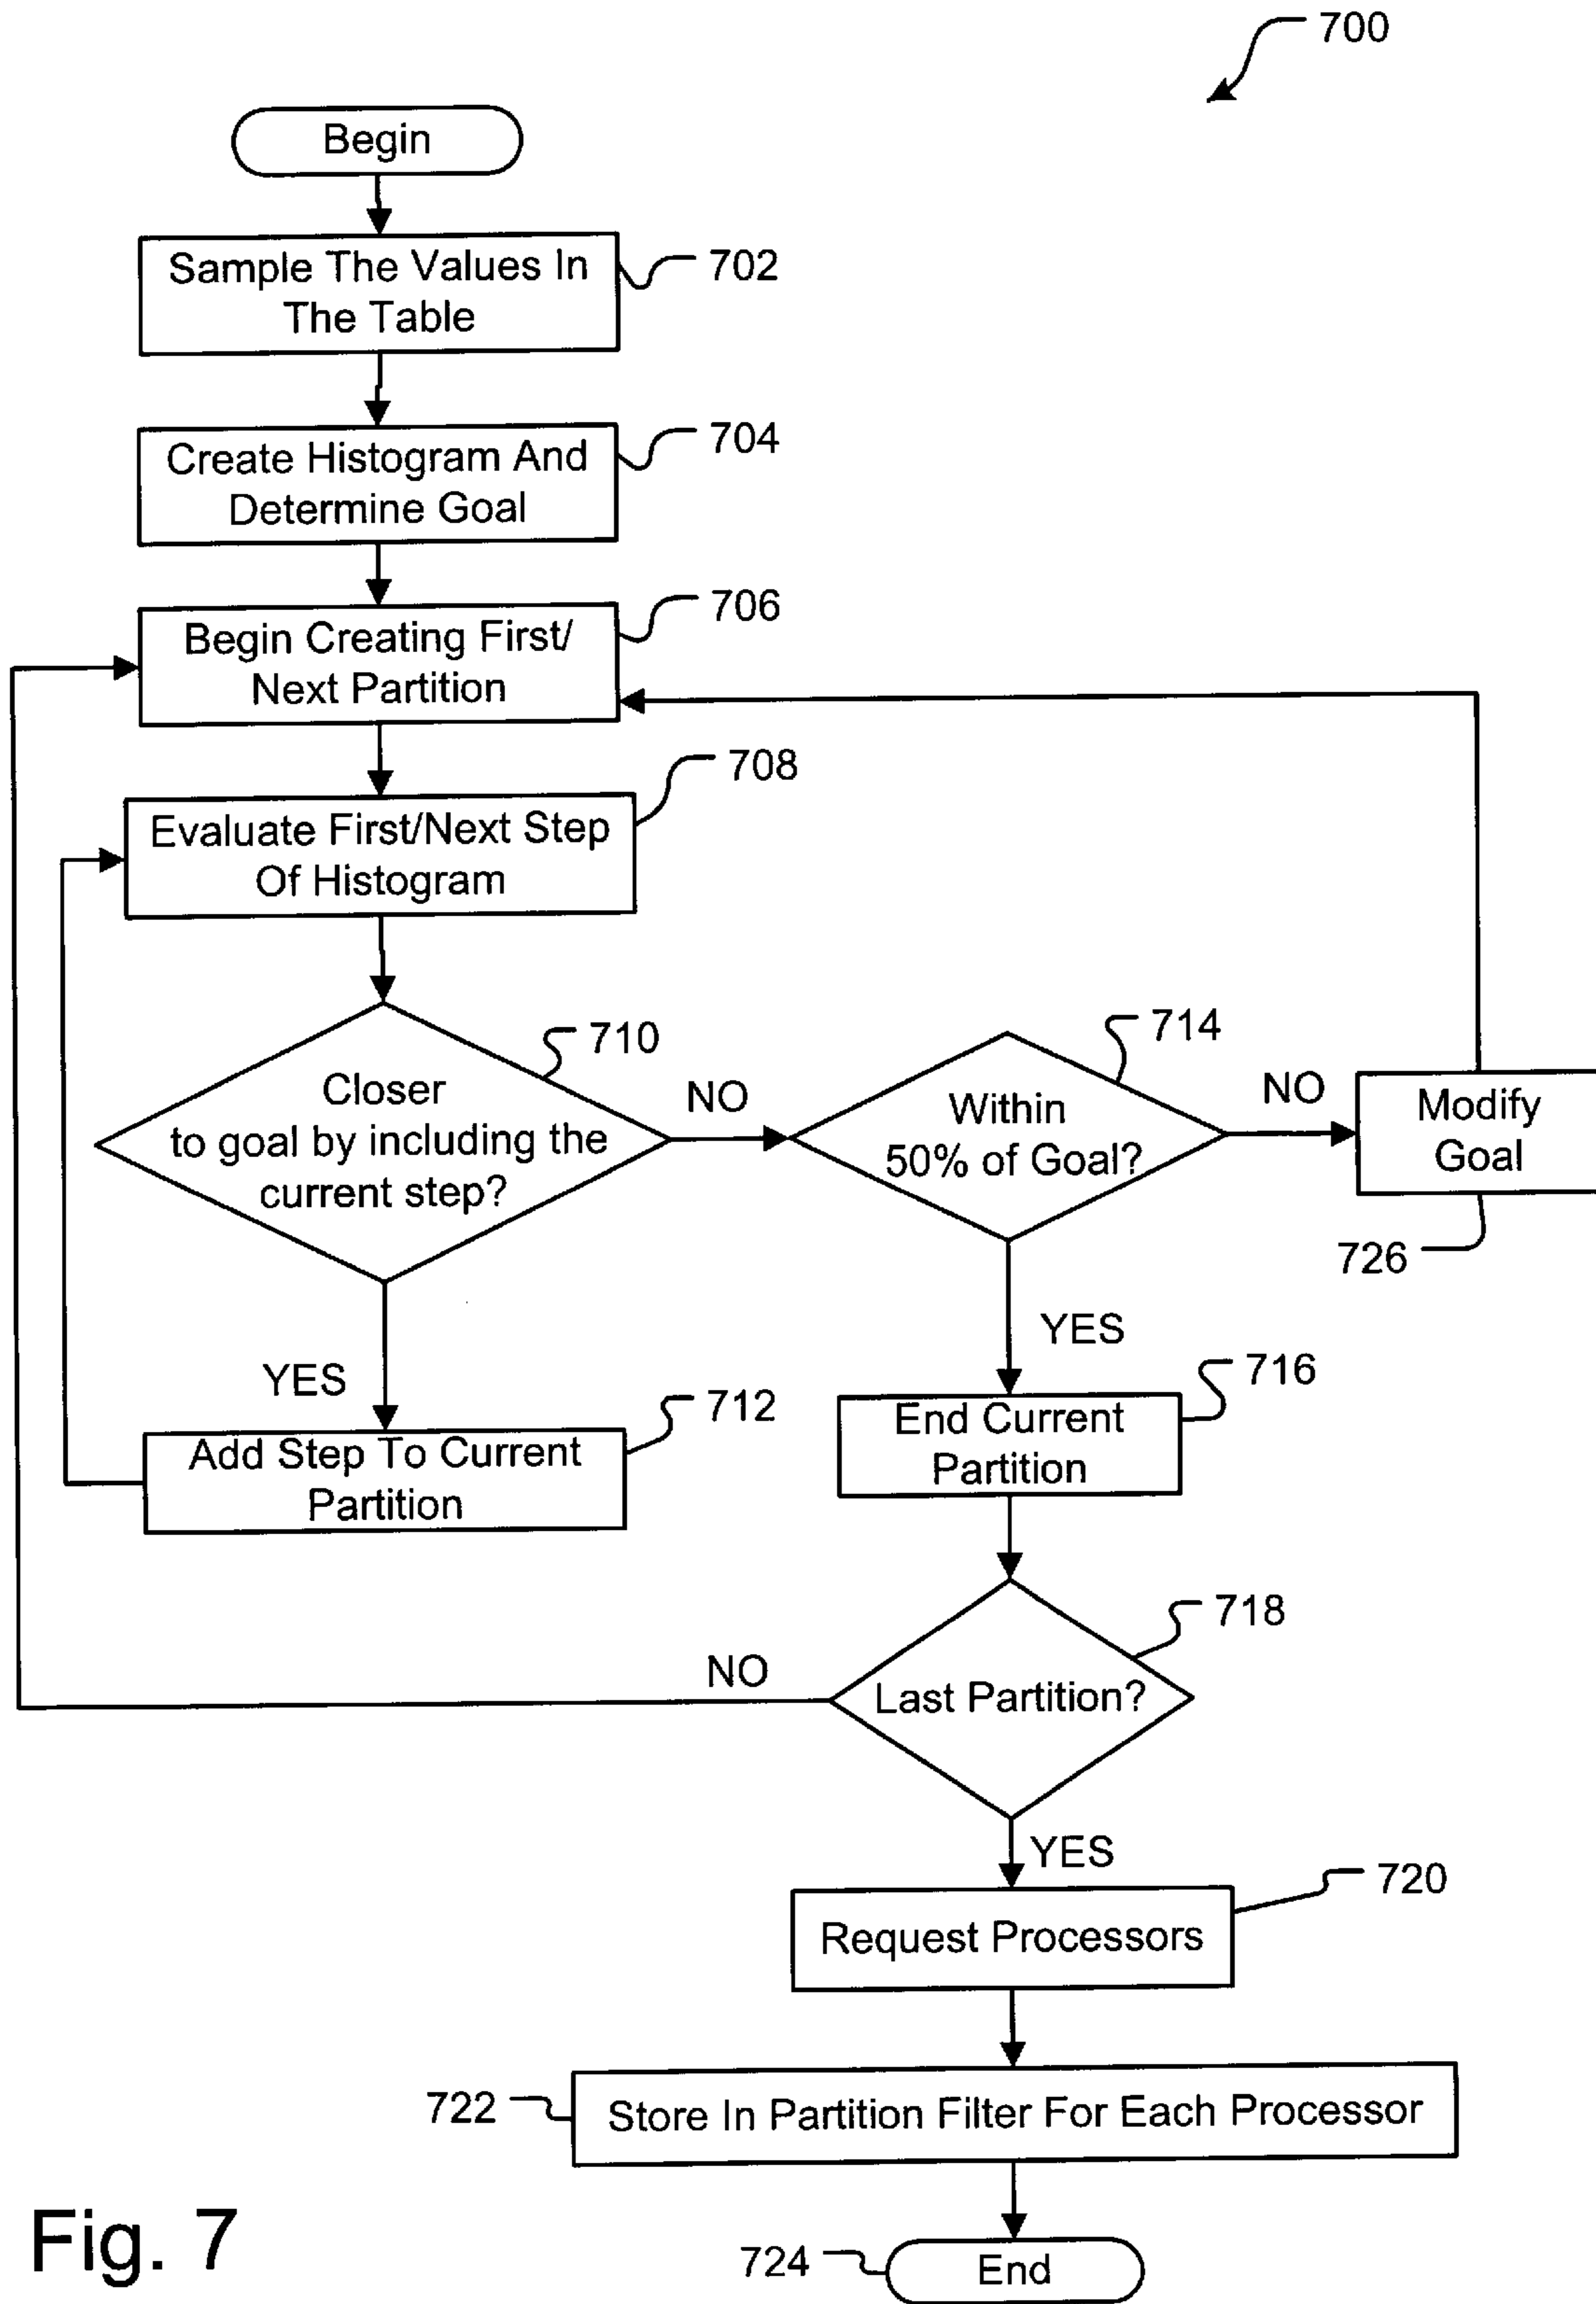 700
Begin
Sample The Values In
The Table
702
Create Histogram And
Determine Goal
704
Begin Creating First/
Next Partition
706
Evaluate First/Next Step
Of Histogram
708
Closer
to goal by including the
current step?
710
NO
Within
50% of Goal?
714
NO
Modify
Goal
726
YES
Add Step To Current
Partition
712
YES
End Current
Partition
716
Last Partition?
718
NO
YES
Request Processors
720
722
Store In Partition Filter For Each Processor
724
End
Fig. 7